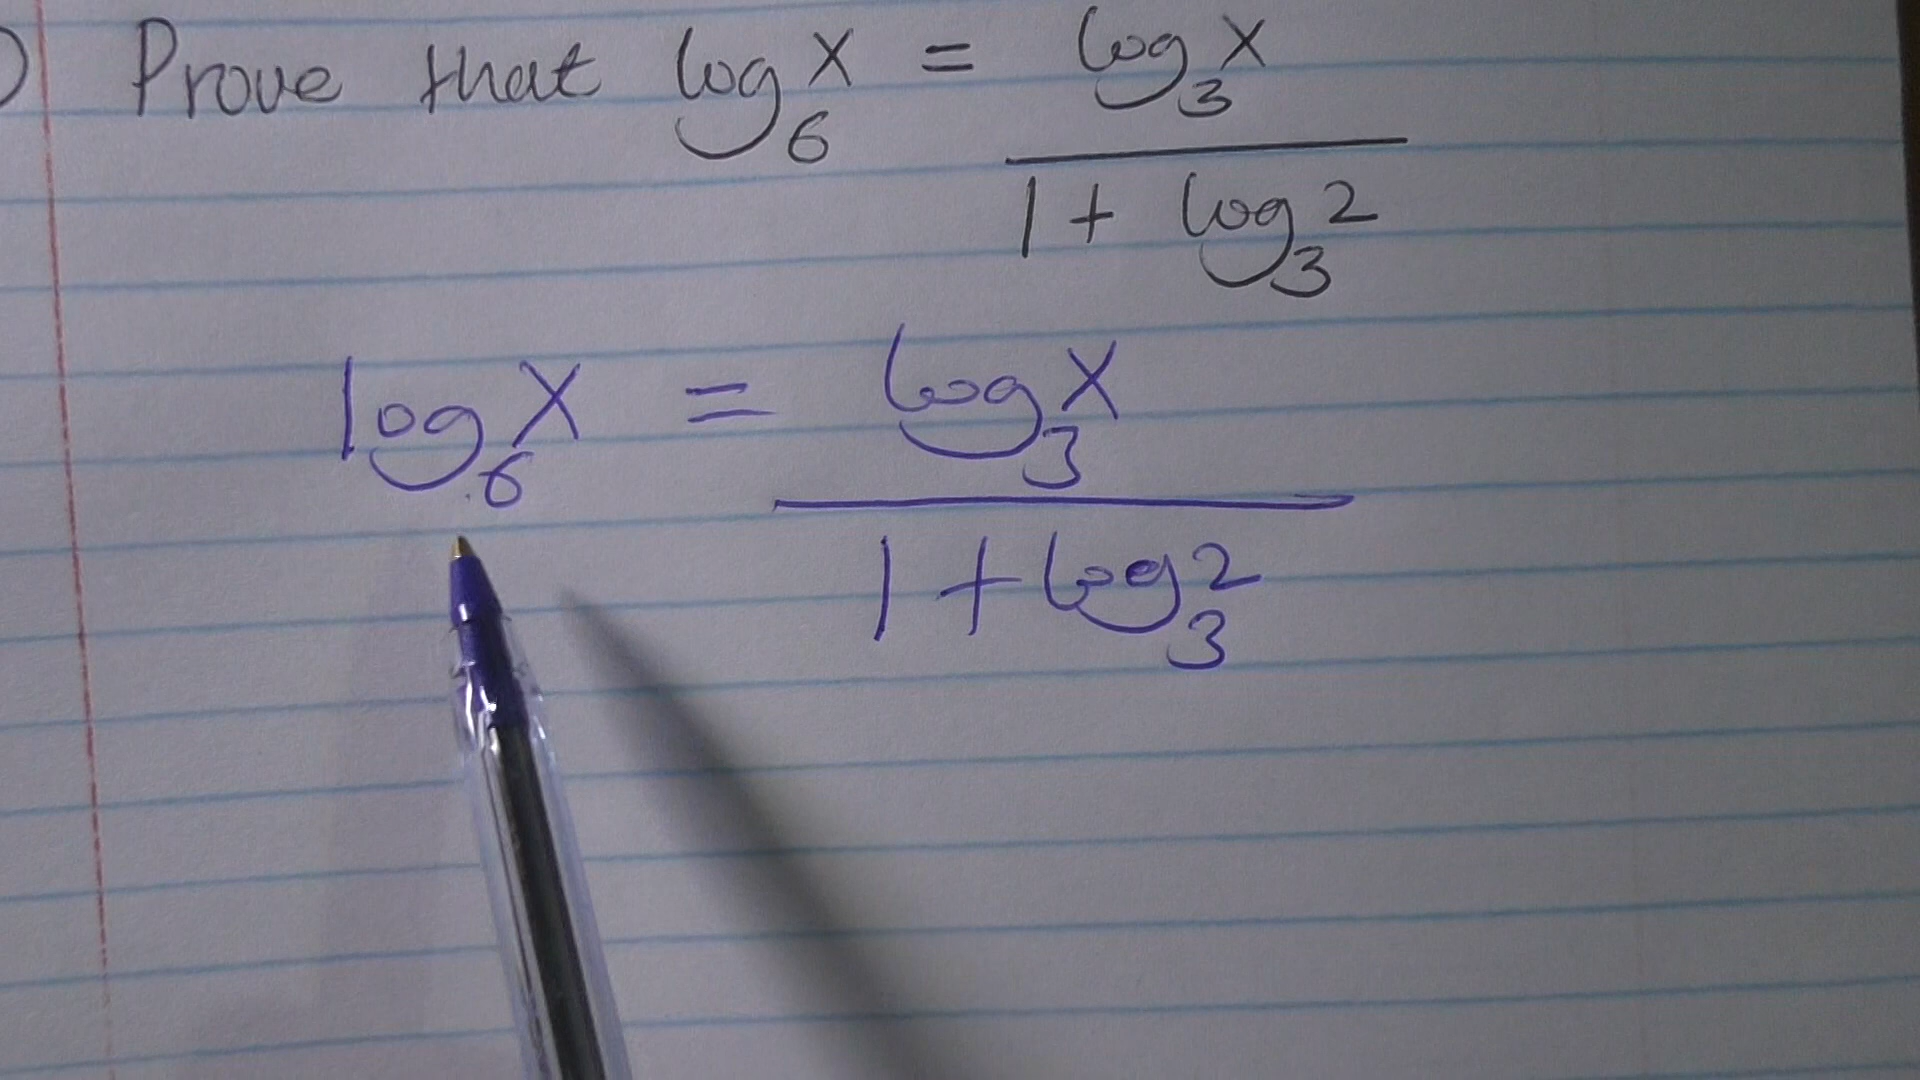 ) Prove that log₆ x = log₃ x / 1 + log₃ 2
log₆ x = log₃ x / 1 + log₃ 2